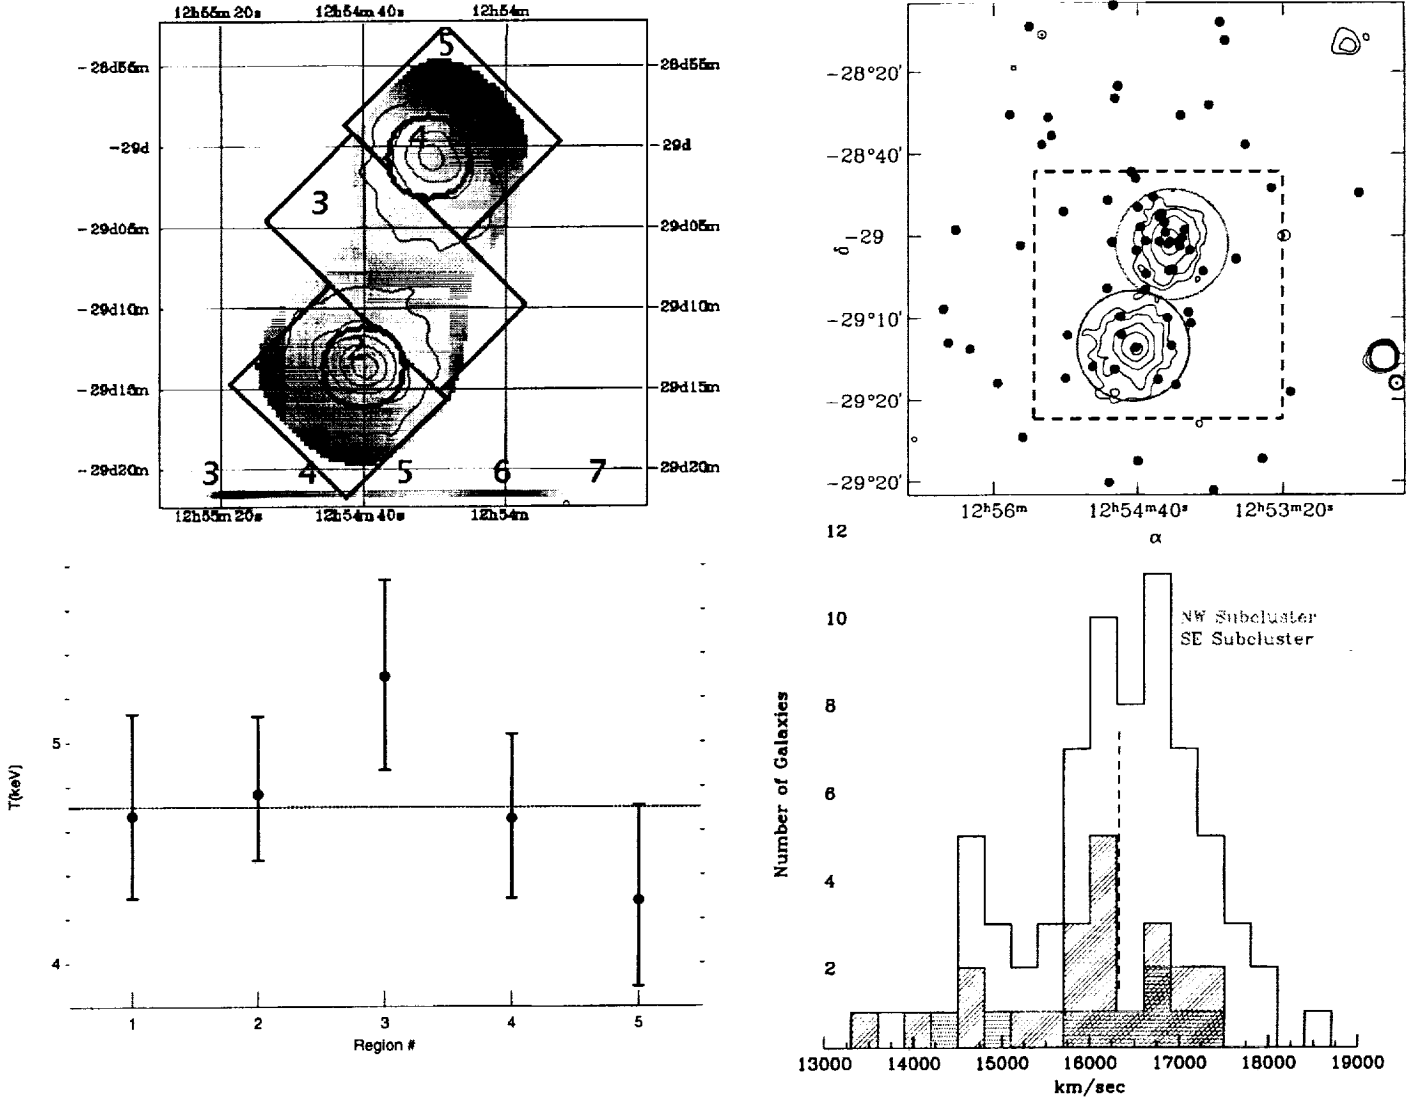 12h55m 20s 12h54m 40s 12h54m
5
-28d55m -28d55m
4
-29d -29d
3
-29d05m -29d05m
-29d10m -29d10m
2
-29d15m -29d15m
-29d20m -29d20m
3 4 5 6 7
12h55m 20s 12h54m 40s 12h54m
-28°20'
-28°40'
δ
-29
-29°10'
-29°20'
-29°20'
12h56m 12h54m40s 12h53m20s
α
T(keV)
5
4
1 2 3 4 5
Region #
12
10
8
6
4
2
Number of Galaxies
NW Subcluster
SE Subcluster
13000 14000 15000 16000 17000 18000 19000
km/sec